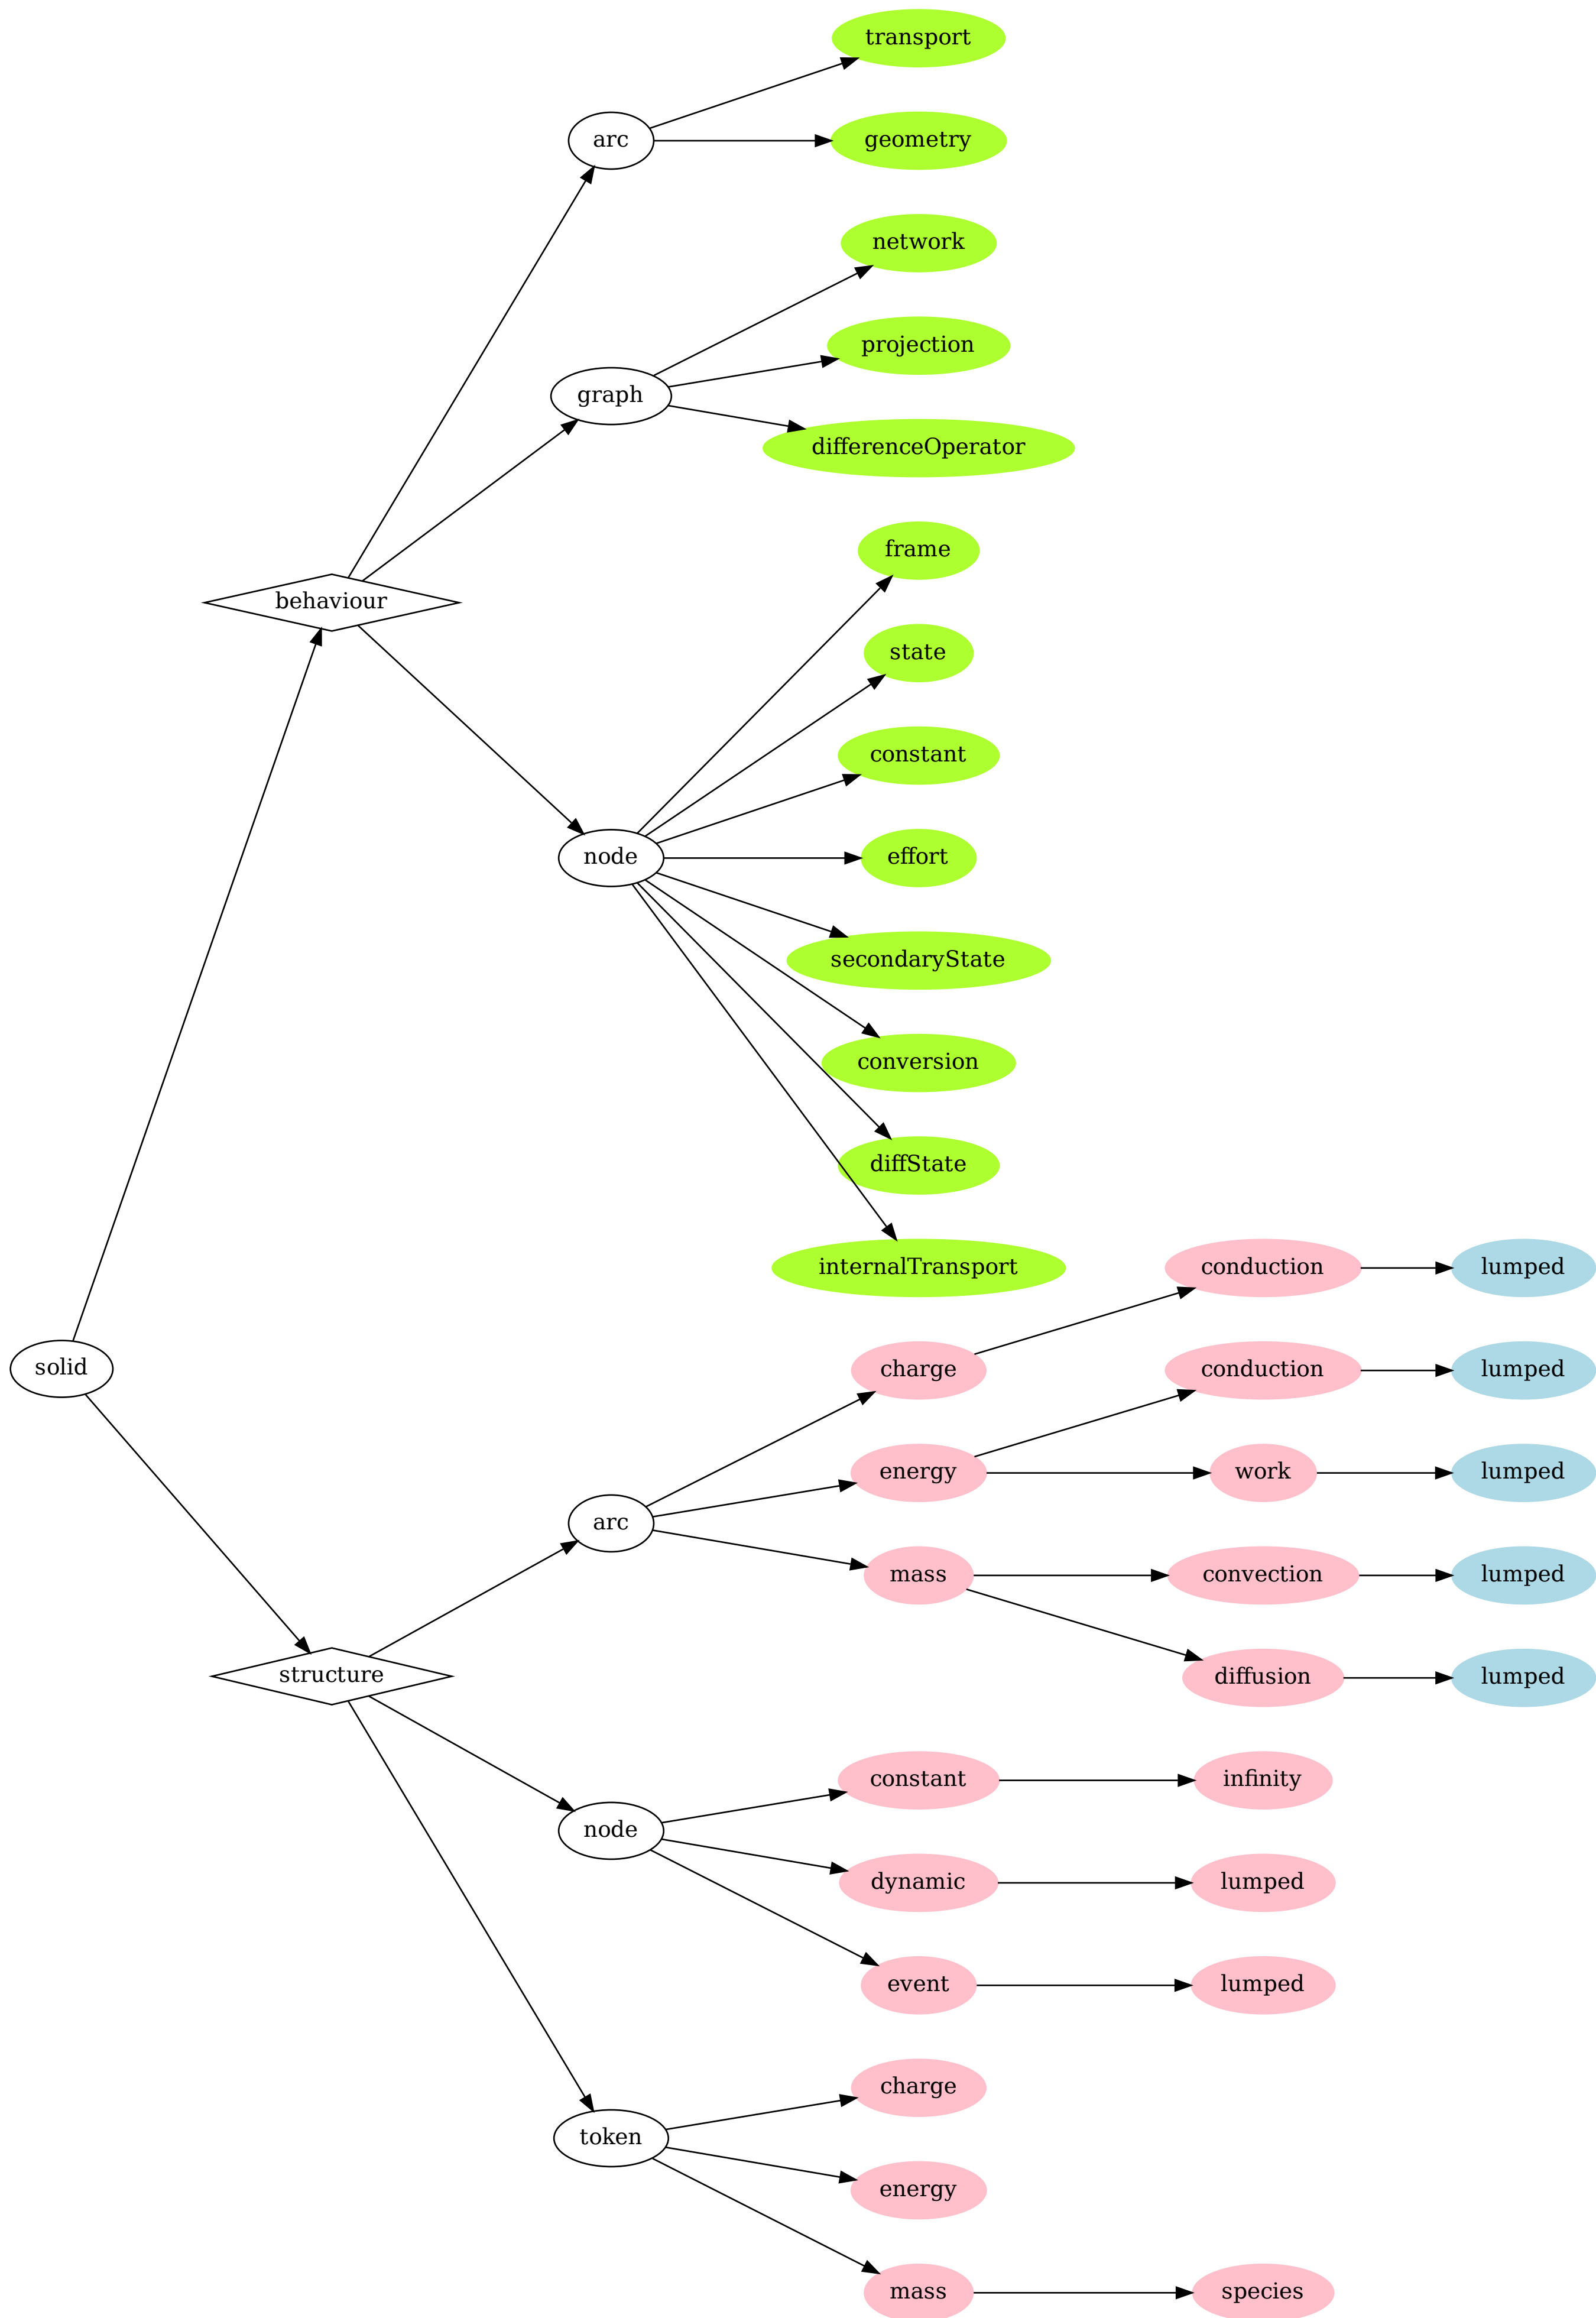 transport
arc
geometry
network
projection
graph
differenceOperator
frame
behaviour
state
constant
node
effort
secondaryState
conversion
diffState
internalTransport
conduction
lumped
solid
charge
conduction
lumped
energy
work
lumped
arc
mass
convection
lumped
structure
diffusion
lumped
constant
infinity
node
dynamic
lumped
event
lumped
charge
token
energy
mass
species